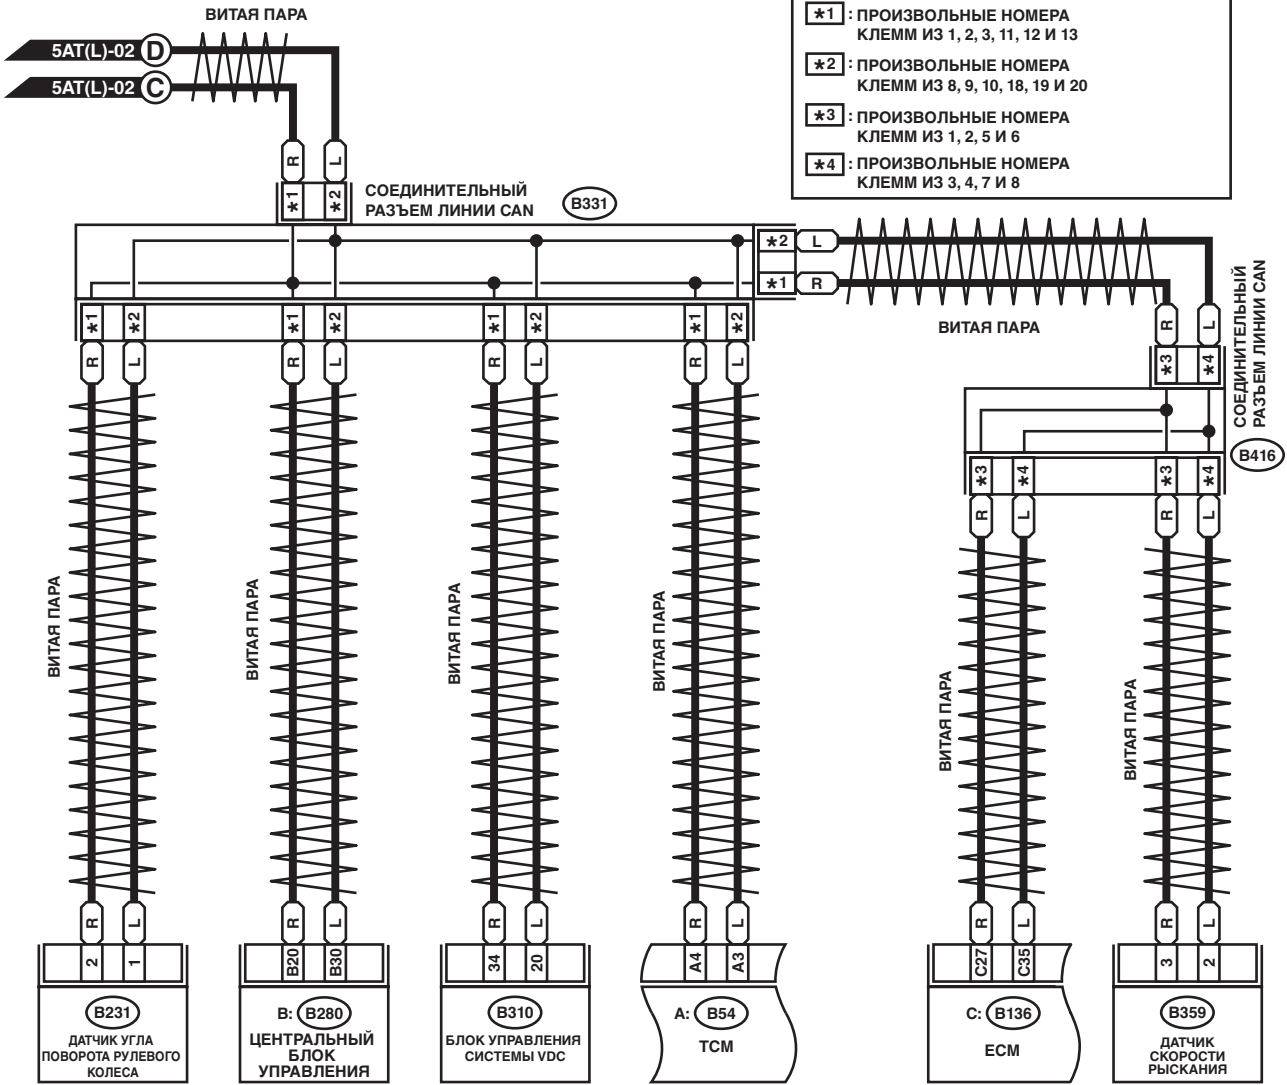 ВИТАЯ ПАРА
5AT(L)-02 D
5AT(L)-02 C
*1 : ПРОИЗВОЛЬНЫЕ НОМЕРА
КЛЕММ ИЗ 1, 2, 3, 11, 12 И 13
*2 : ПРОИЗВОЛЬНЫЕ НОМЕРА
КЛЕММ ИЗ 8, 9, 10, 18, 19 И 20
*3 : ПРОИЗВОЛЬНЫЕ НОМЕРА
КЛЕММ ИЗ 1, 2, 5 И 6
*4 : ПРОИЗВОЛЬНЫЕ НОМЕРА
КЛЕММ ИЗ 3, 4, 7 И 8
R L
*1 *2
СОЕДИНИТЕЛЬНЫЙ
РАЗЪЕМ ЛИНИИ CAN
B331
*2 L
*1 R
ВИТАЯ ПАРА
R L
*3 *4
СОЕДИНИТЕЛЬНЫЙ
РАЗЪЕМ ЛИНИИ CAN
B416
*1 *2 *1 *2 *1 *2 *1 *2
R L R L R L R L
*3 *4 *3 *4
R L R L
ВИТАЯ ПАРА
ВИТАЯ ПАРА
ВИТАЯ ПАРА
ВИТАЯ ПАРА
ВИТАЯ ПАРА
ВИТАЯ ПАРА
R L R L R L R L R L R L
2 1 B20 B30 34 20 A4 A3 C27 C35 3 2
B231
ДАТЧИК УГЛА
ПОВОРОТА РУЛЕВОГО
КОЛЕСА
B: B280
ЦЕНТРАЛЬНЫЙ
БЛОК
УПРАВЛЕНИЯ
B310
БЛОК УПРАВЛЕНИЯ
СИСТЕМЫ VDC
A: B54
TCM
C: B136
ECM
B359
ДАТЧИК
СКОРОСТИ
РЫСКАНИЯ